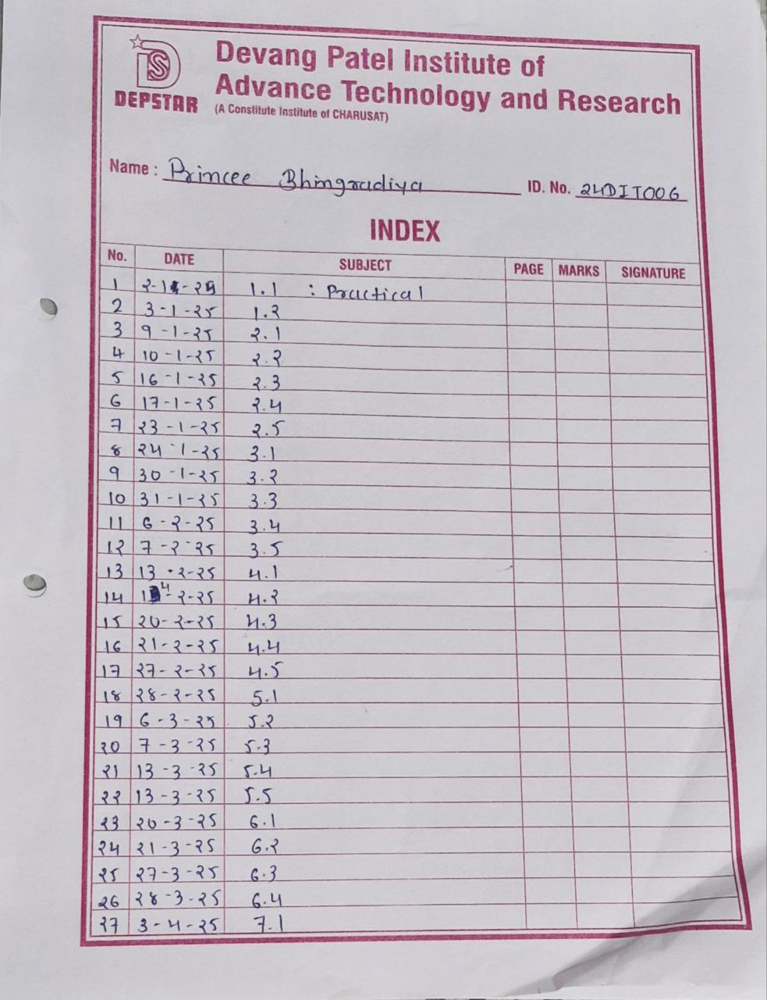 DEPSTAR
Devang Patel Institute of
Advance Technology and Research
(A Constitute Institute of CHARUSAT)
Name : Princee Bhingradiya ID. No. 24DIT006
INDEX
No. DATE SUBJECT PAGE MARKS SIGNATURE
1 2-1-25 1.1 : Practical
2 3-1-25 1.2
3 9-1-25 2.1
4 10-1-25 2.2
5 16-1-25 2.3
6 17-1-25 2.4
7 23-1-25 2.5
8 24-1-25 3.1
9 30-1-25 3.2
10 31-1-25 3.3
11 6-2-25 3.4
12 7-2-25 3.5
13 13-2-25 4.1
14 14-2-25 4.2
15 20-2-25 4.3
16 21-2-25 4.4
17 27-2-25 4.5
18 28-2-25 5.1
19 6-3-25 5.2
20 7-3-25 5.3
21 13-3-25 5.4
22 13-3-25 5.5
23 20-3-25 6.1
24 21-3-25 6.2
25 27-3-25 6.3
26 28-3-25 6.4
27 3-4-25 7.1